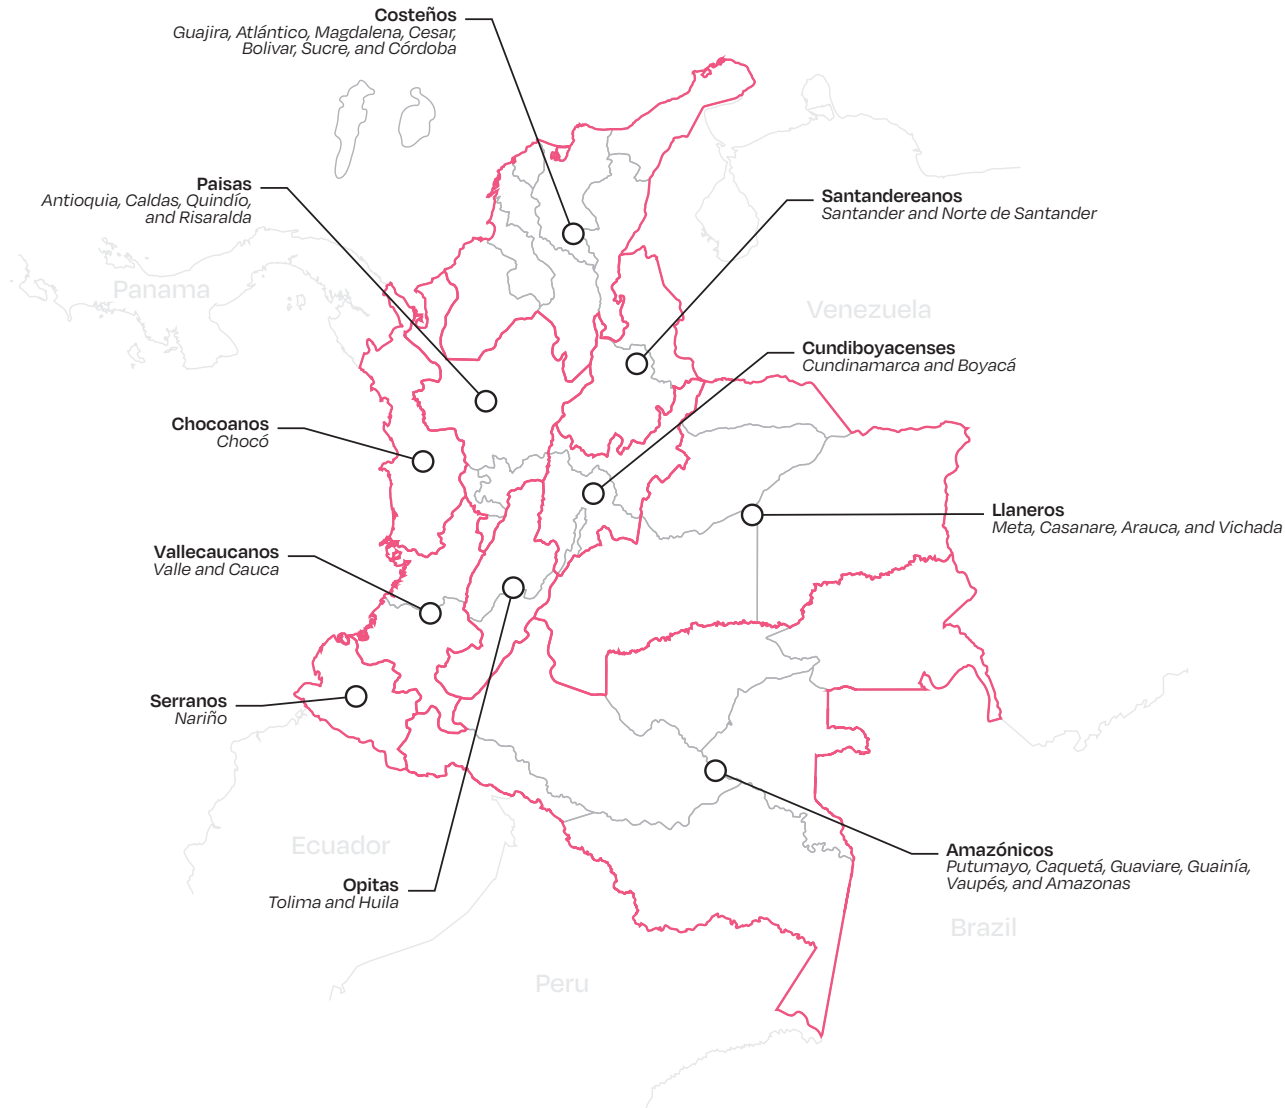 Costeños
Guajira, Atlántico, Magdalena, Cesar,
Bolivar, Sucre, and Córdoba
Paisas
Antioquia, Caldas, Quindío,
and Risaralda
Santandereanos
Santander and Norte de Santander
Panama
Venezuela
Cundiboyacenses
Cundinamarca and Boyacá
Chocoanos
Chocó
Llaneros
Meta, Casanare, Arauca, and Vichada
Vallecaucanos
Valle and Cauca
Serranos
Nariño
Ecuador
Amazónicos
Putumayo, Caquetá, Guaviare, Guainía,
Vaupés, and Amazonas
Opitas
Tolima and Huila
Brazil
Peru